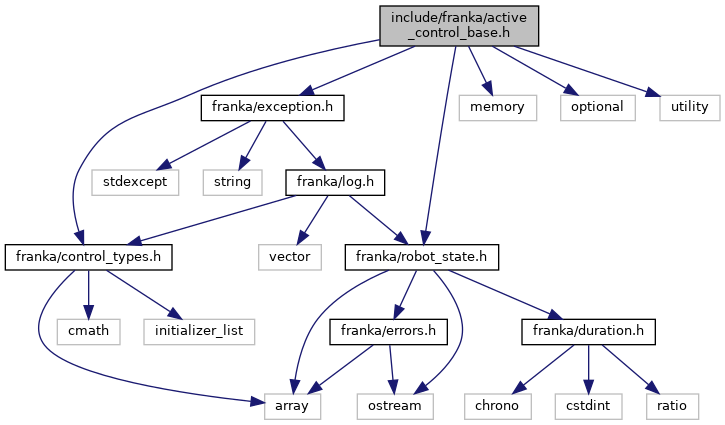 include/franka/active
_control_base.h
franka/exception.h
memory
optional
utility
stdexcept
string
franka/log.h
franka/control_types.h
vector
franka/robot_state.h
cmath
initializer_list
franka/errors.h
franka/duration.h
array
ostream
chrono
cstdint
ratio